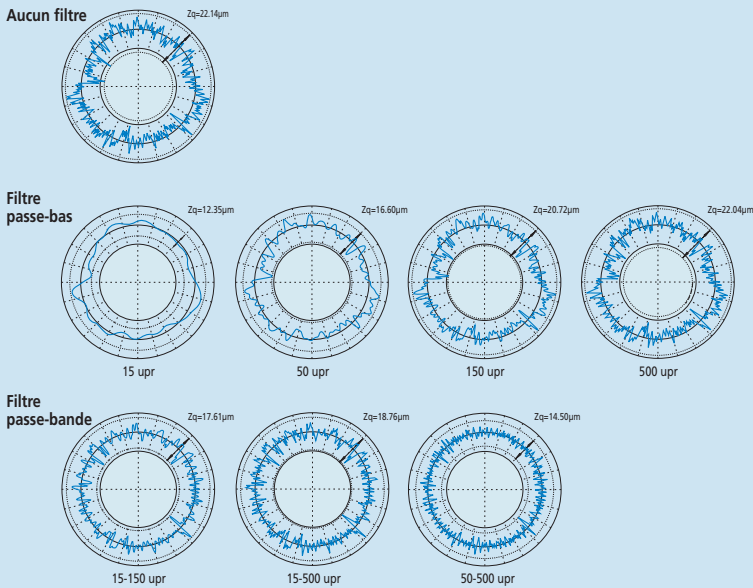 Aucun filtre
Zq=22.14µm
Filtre
passe-bas
Zq=12.35µm
Zq=16.60µm
Zq=20.72µm
Zq=22.04µm
15 upr
50 upr
150 upr
500 upr
Filtre
passe-bande
Zq=17.61µm
Zq=18.76µm
Zq=14.50µm
15-150 upr
15-500 upr
50-500 upr